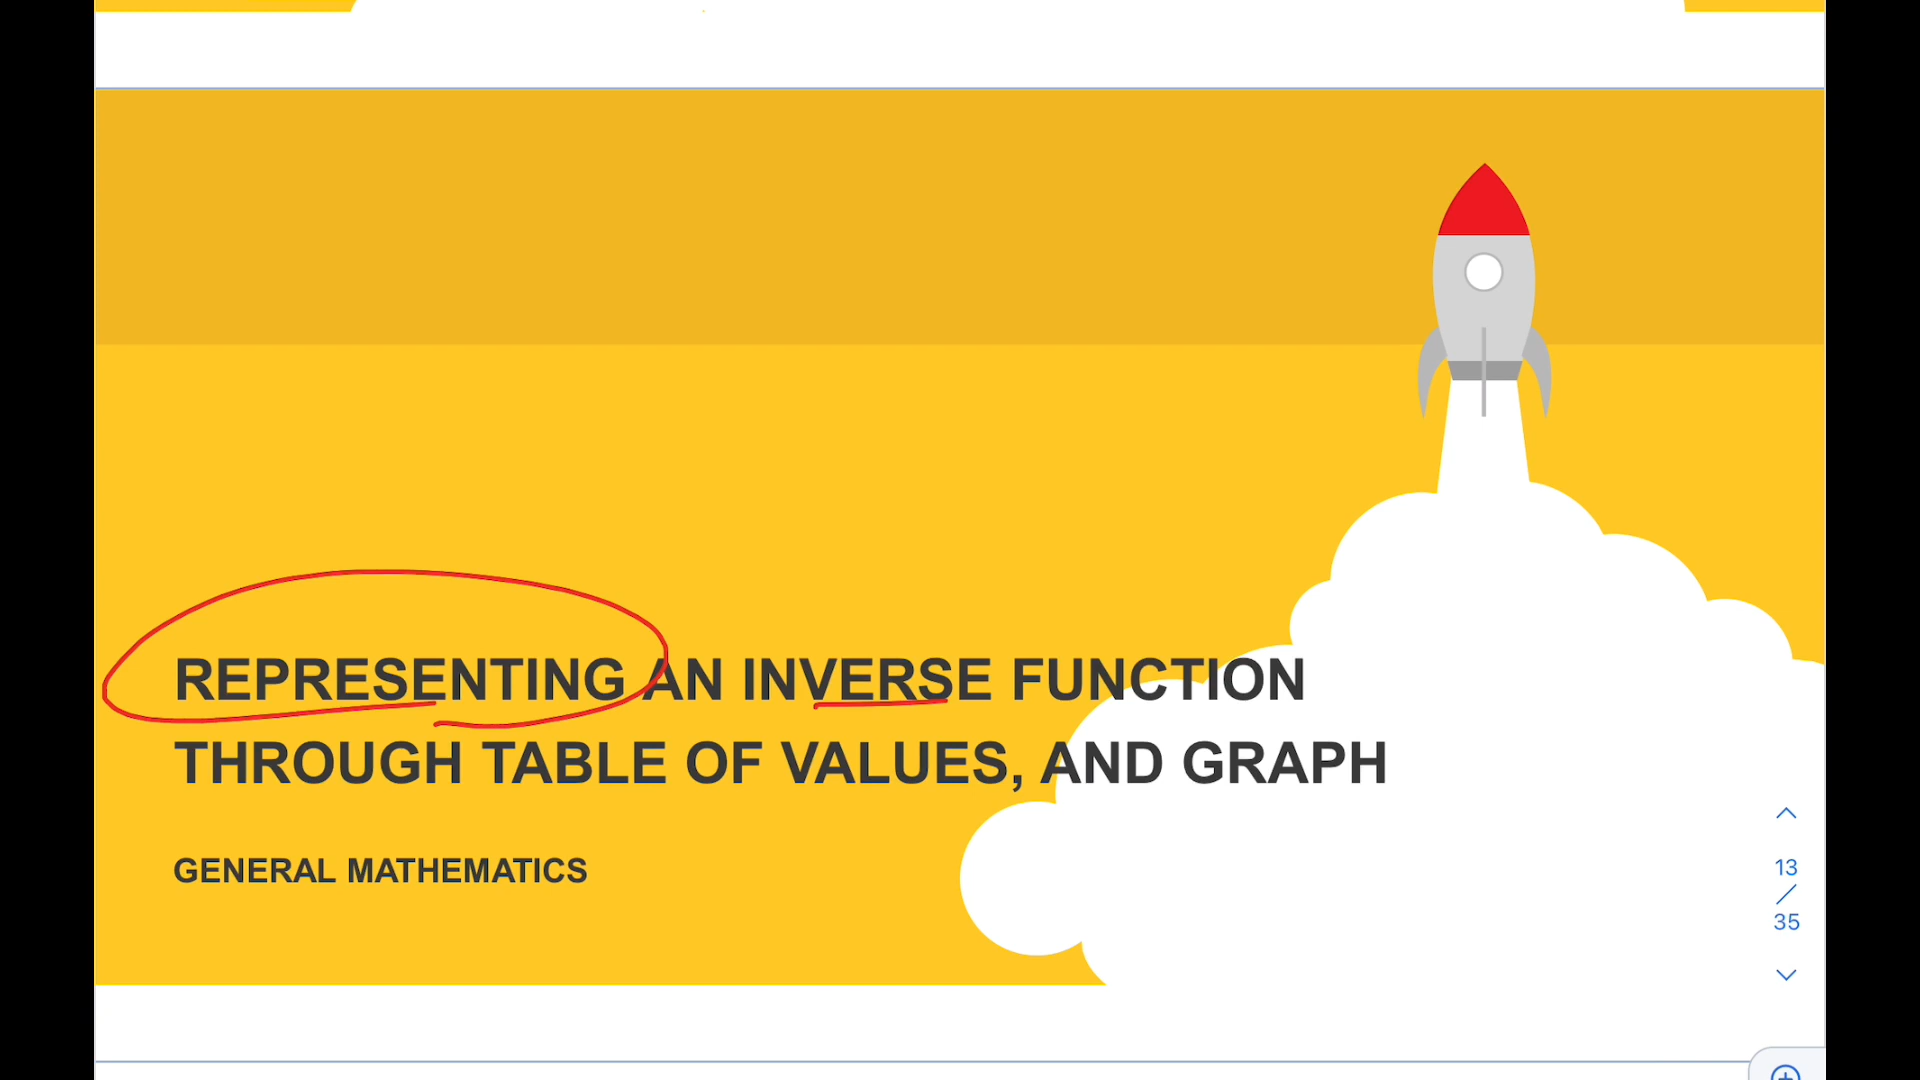 REPRESENTING AN INVERSE FUNCTION
THROUGH TABLE OF VALUES, AND GRAPH
GENERAL MATHEMATICS
13
/
35